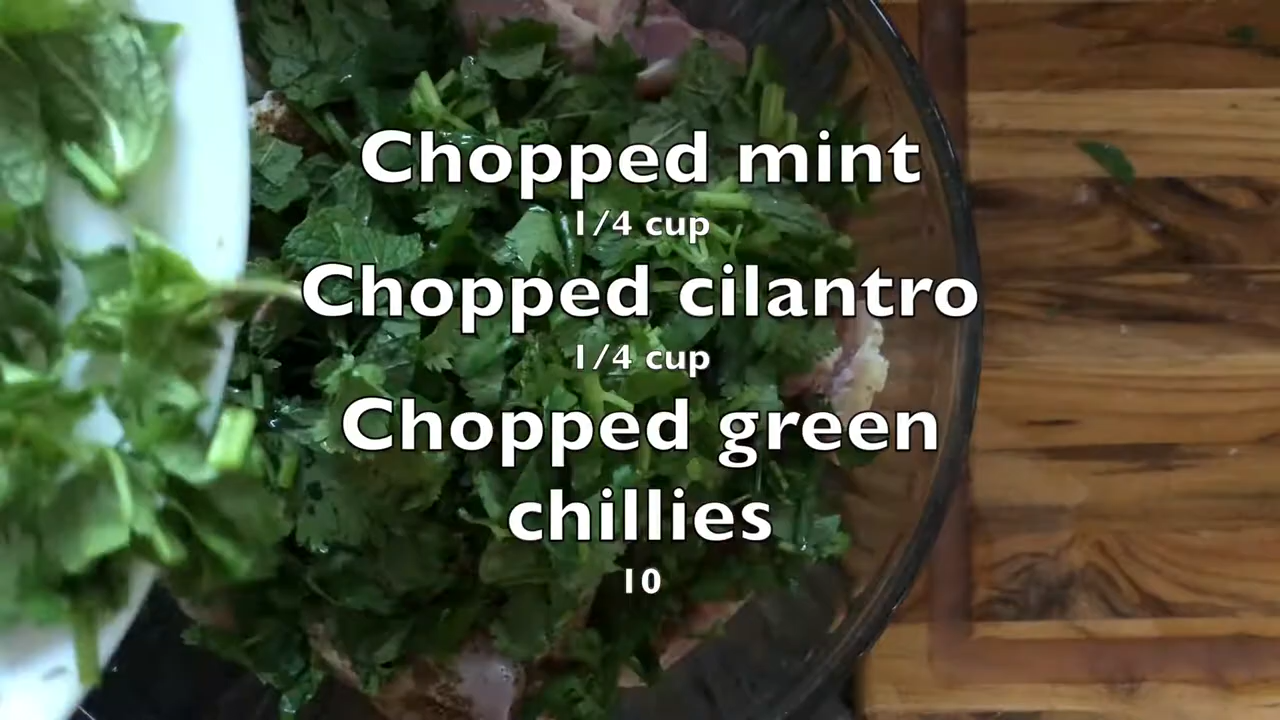 Chopped mint
1/4 cup
Chopped cilantro
1/4 cup
Chopped green
chillies
10